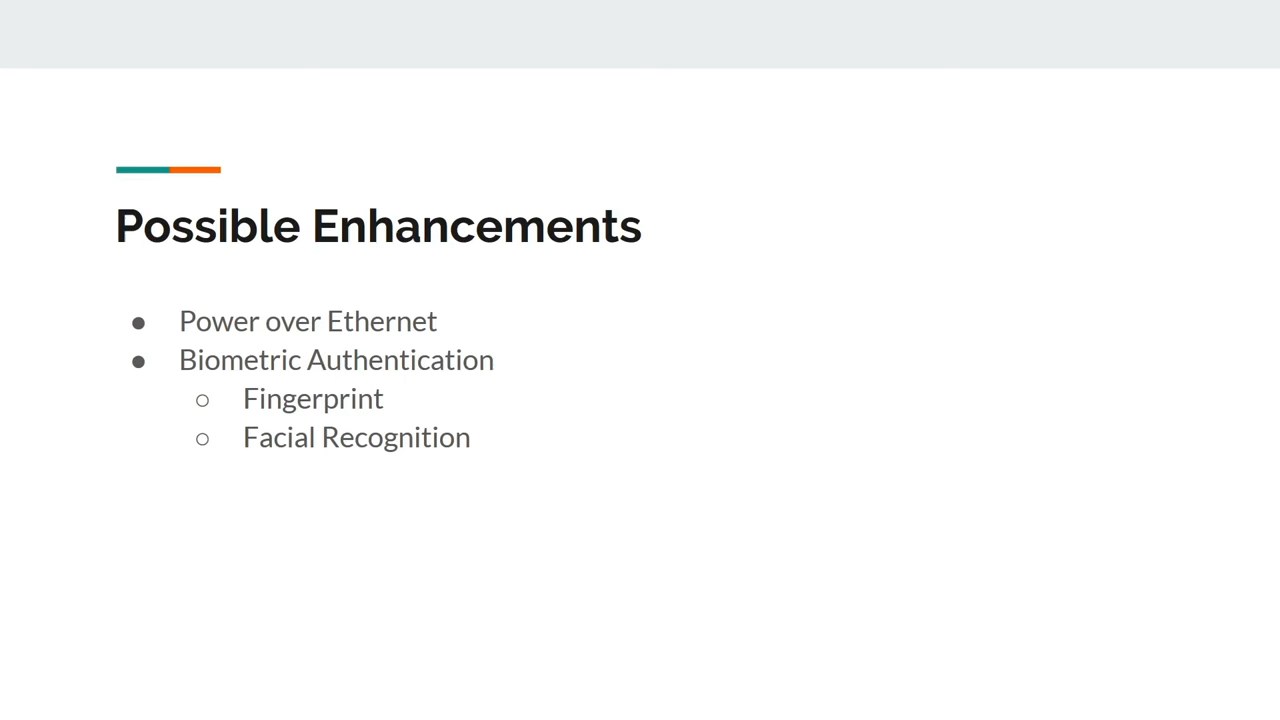 Possible Enhancements
● Power over Ethernet
● Biometric Authentication
○ Fingerprint
○ Facial Recognition